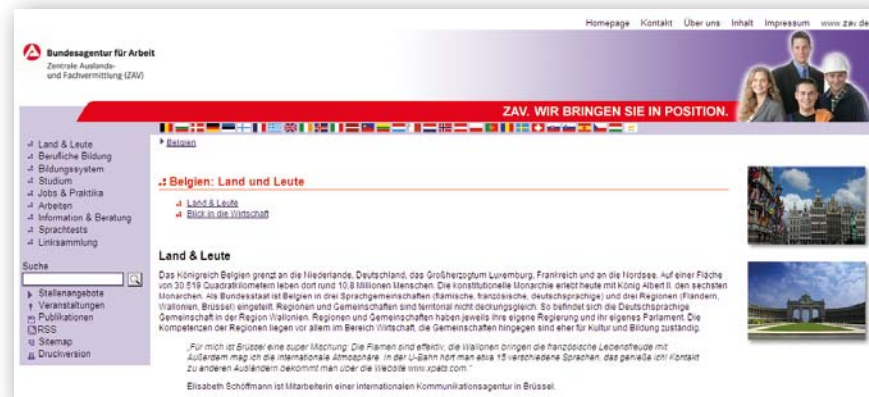 Homepage Kontakt Über uns Inhalt Impressum www.zav.de
Bundesagentur für Arbeit
Zentrale Auslands-
und Fachvermittlung (ZAV)
ZAV. WIR BRINGEN SIE IN POSITION.
Land & Leute
Berufliche Bildung
Bildungssystem
Studium
Jobs & Praktika
Arbeiten
Information & Beratung
Sprachtests
Linksammlung
Suche
Stellenangebote
Veranstaltungen
Publikationen
RSS
Sitemap
Druckversion
Belgien
Belgien: Land und Leute
Land & Leute
Blick in die Wirtschaft
Land & Leute
Das Königreich Belgien grenzt an die Niederlande, Deutschland, das Großherzogtum Luxemburg, Frankreich und an die Nordsee. Auf einer Fläche
von 30.519 Quadratkilometern leben dort rund 10,8 Millionen Menschen. Die konstitutionelle Monarchie erlebt heute mit König Albert II. den sechsten
Monarchen. Als Bundesstaat ist Belgien in drei Sprachgemeinschaften (flämische, französische, deutschsprachige) und drei Regionen (Flandern,
Wallonien, Brüssel) eingeteilt. Regionen und Gemeinschaften sind territorial nicht deckungsgleich: So befindet sich die Deutschsprachige
Gemeinschaft in der Region Wallonien. Regionen und Gemeinschaften haben jeweils ihre eigene Regierung und ihr eigenes Parlament. Die
Kompetenzen der Regionen liegen vor allem im Bereich Wirtschaft, die Gemeinschaften hingegen sind eher für Kultur und Bildung zuständig.
„Für mich ist Brüssel eine super Mischung: Die Flamen sind effektiv, die Wallonen bringen die französische Lebensfreude mit.
Außerdem mag ich die internationale Atmosphäre. In der U-Bahn hört man etwa 15 verschiedene Sprachen, das genieße ich! Kontakt
zu anderen Ausländern bekommt man über die Website www.xpats.com."
Elisabeth Schöffmann ist Mitarbeiterin einer internationalen Kommunikationsagentur in Brüssel.